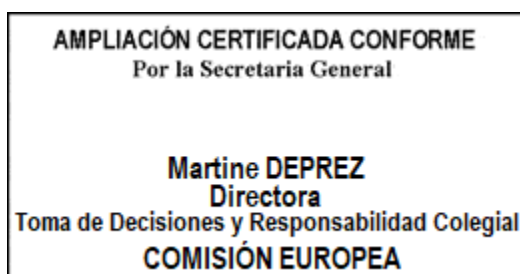 AMPLIACIÓN CERTIFICADA CONFORME
Por la Secretaria General
Martine DEPREZ
Directora
Toma de Decisiones y Responsabilidad Colegial
COMISIÓN EUROPEA